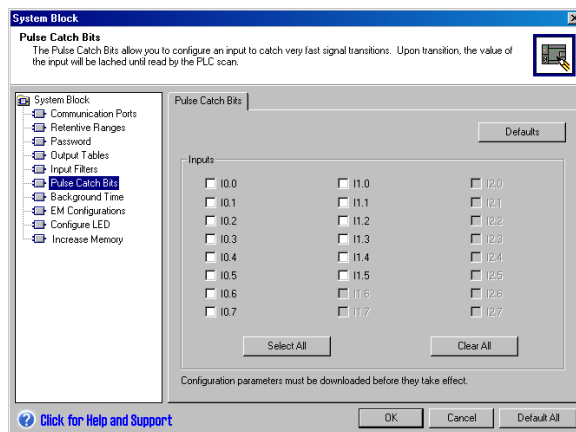 System Block
Pulse Catch Bits
The Pulse Catch Bits allow you to configure an input to catch very fast signal transitions. Upon transition, the value of
the input will be lached until read by the PLC scan.
System Block
Communication Ports
Retentive Ranges
Password
Output Tables
Input Filters
Pulse Catch Bits
Background Time
EM Configurations
Configure LED
Increase Memory
Pulse Catch Bits
Defaults
Inputs
I0.0 I1.0 I2.0
I0.1 I1.1 I2.1
I0.2 I1.2 I2.2
I0.3 I1.3 I2.3
I0.4 I1.4 I2.4
I0.5 I1.5 I2.5
I0.6 I1.6 I2.6
I0.7 I1.7 I2.7
Select All Clear All
Configuration parameters must be downloaded before they take effect.
Click for Help and Support
OK Cancel Default All